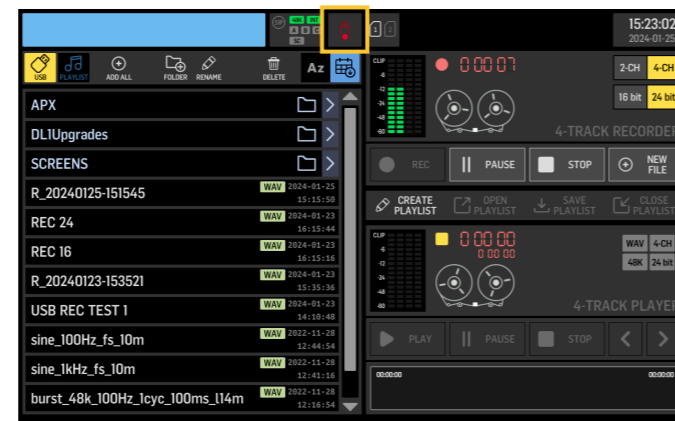 SIP
48K INT
A B C
SC
1 2
15:23:02
2024-01-25
USB
PLAYLIST
ADD ALL
FOLDER
RENAME
DELETE
Az
APX
DL1Upgrades
SCREENS
R_20240125-151545 WAV 2024-01-25
15:15:50
REC 24 WAV 2024-01-23
16:15:44
REC 16 WAV 2024-01-23
16:15:16
R_20240123-153521 WAV 2024-01-23
15:35:36
USB REC TEST 1 WAV 2024-01-23
14:10:48
sine_100Hz_fs_10m WAV 2022-11-28
12:44:54
sine_1kHz_fs_10m WAV 2022-11-28
12:41:16
burst_48k_100Hz_1cyc_100ms_l14m WAV 2022-11-28
12:16:54
CLIP
-6
-12
-24
-48
-60
0 00 01
2-CH 4-CH
16 bit 24 bit
4-TRACK RECORDER
REC
PAUSE
STOP
NEW
FILE
CREATE
PLAYLIST
OPEN
PLAYLIST
SAVE
PLAYLIST
CLOSE
PLAYLIST
CLIP
-6
-12
-24
-48
-60
0 00 00
0 00 00
WAV 4-CH
48K 24 bit
4-TRACK PLAYER
PLAY
PAUSE
STOP
00:00:00 00:00:00